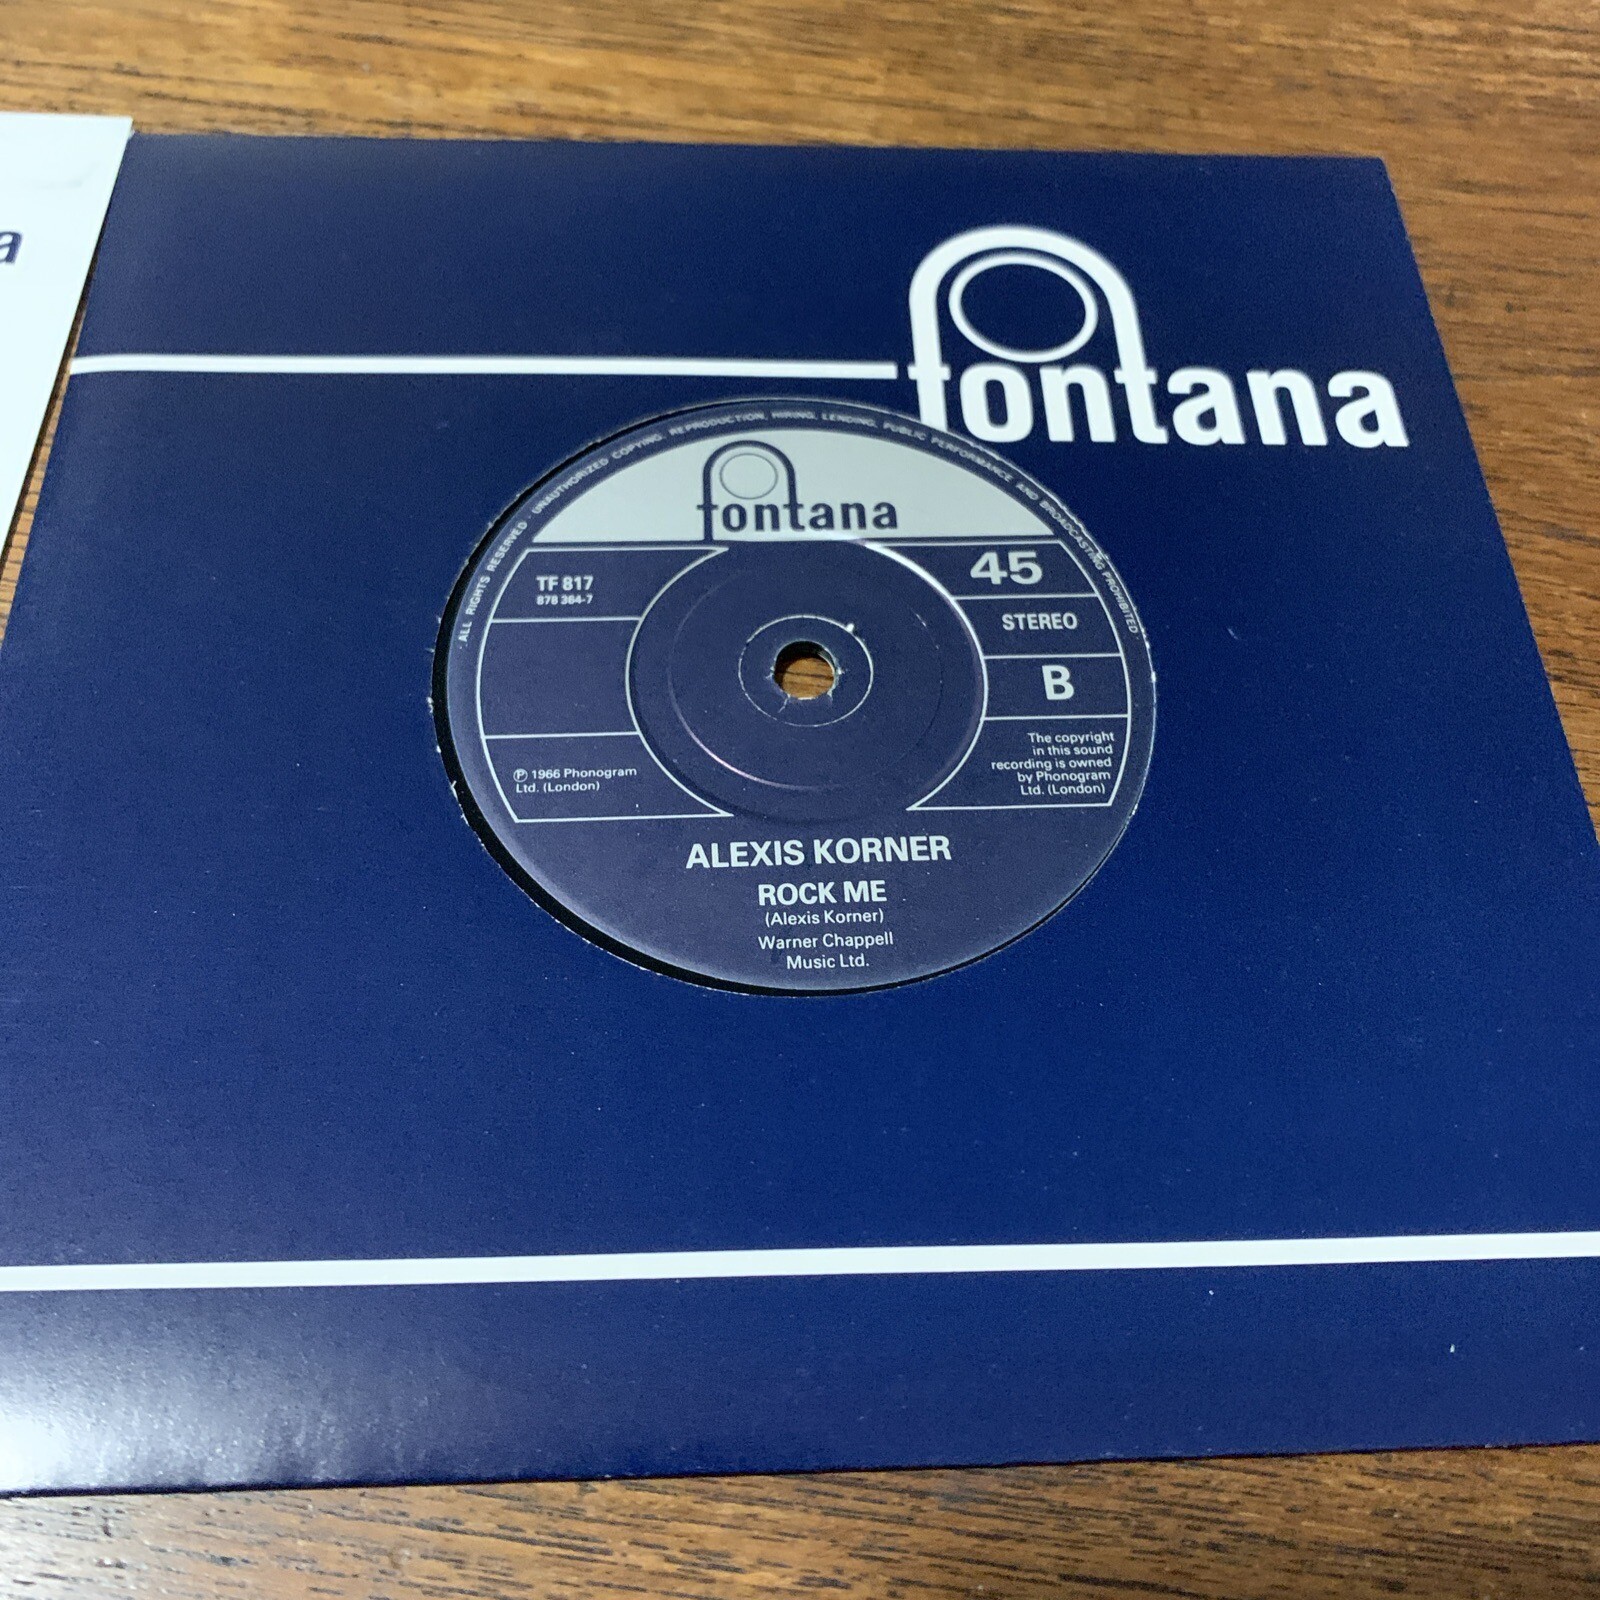 a
fontana
· ALL RIGHTS RESERVED · UNAUTHORIZED COPYING, REPRODUCTION, HIRING, LENDING, PUBLIC PERFORMANCE AND BROADCASTING PROHIBITED ·
fontana
TF 817
878 364-7
45
STEREO
B
℗ 1966 Phonogram
Ltd. (London)
The copyright
in this sound
recording is owned
by Phonogram
Ltd. (London)
ALEXIS KORNER
ROCK ME
(Alexis Korner)
Warner Chappell
Music Ltd.